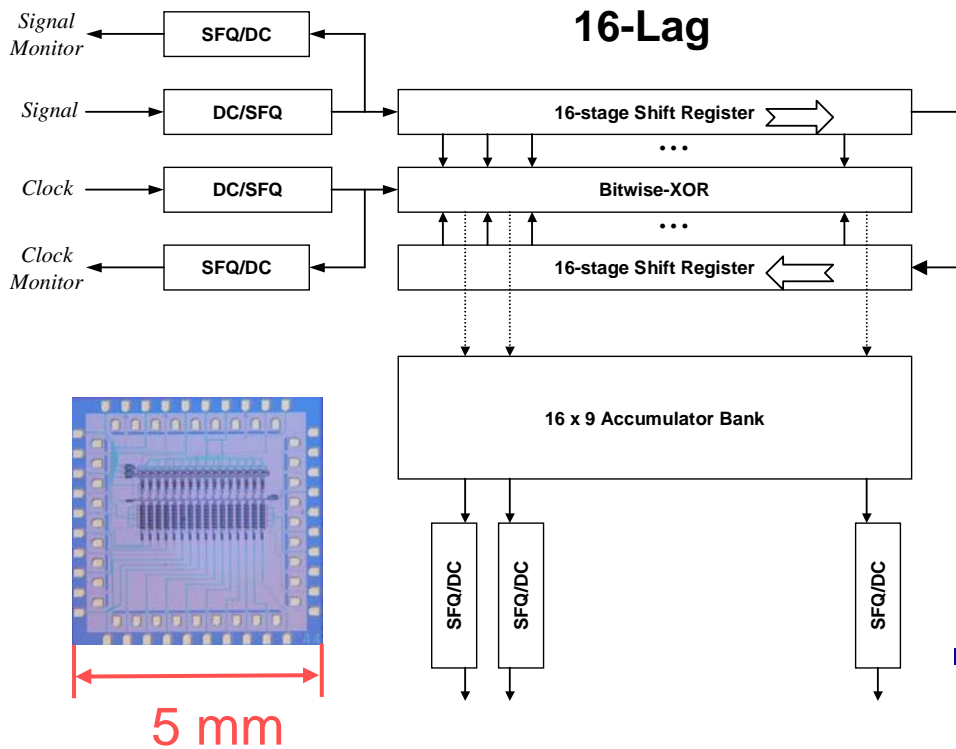 16-Lag
Signal
Monitor
SFQ/DC
Signal
DC/SFQ
16-stage Shift Register
•••
Clock
DC/SFQ
Bitwise-XOR
•••
Clock
Monitor
SFQ/DC
16-stage Shift Register
16 x 9 Accumulator Bank
SFQ/DC
SFQ/DC
SFQ/DC
5 mm